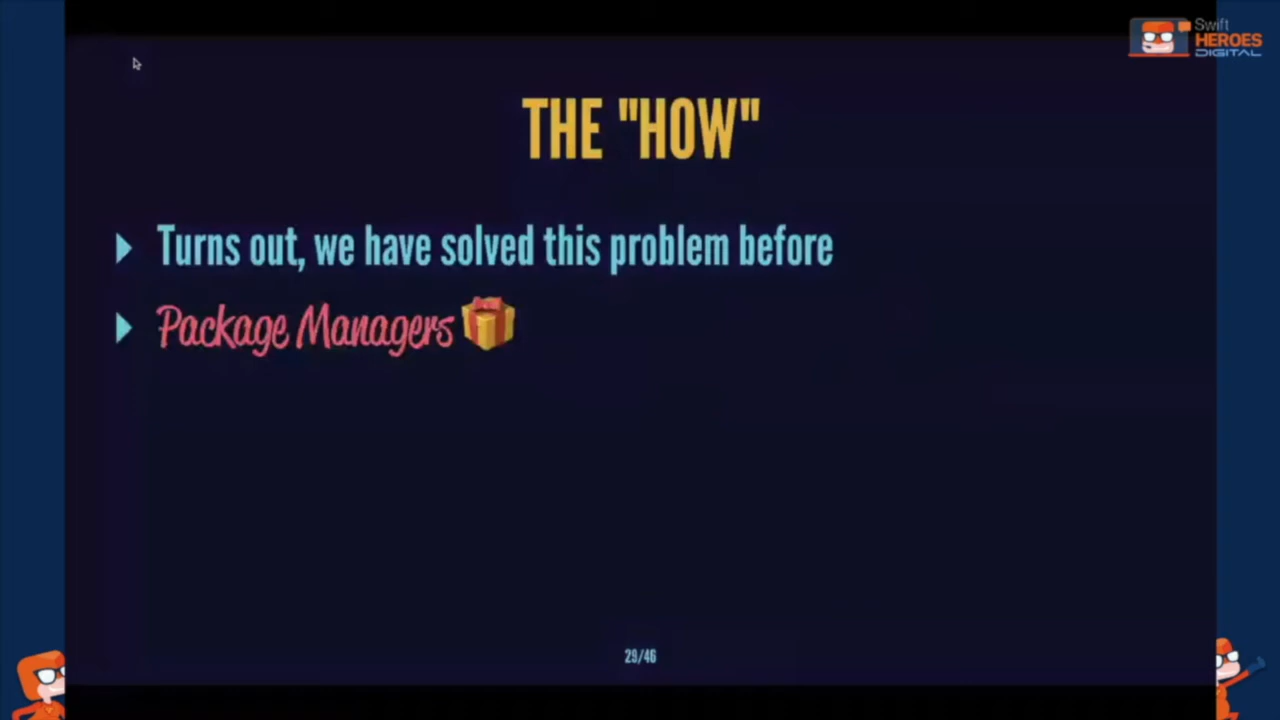 Swift
HEROES
DIGITAL
THE "HOW"
Turns out, we have solved this problem before
Package Managers
29/46